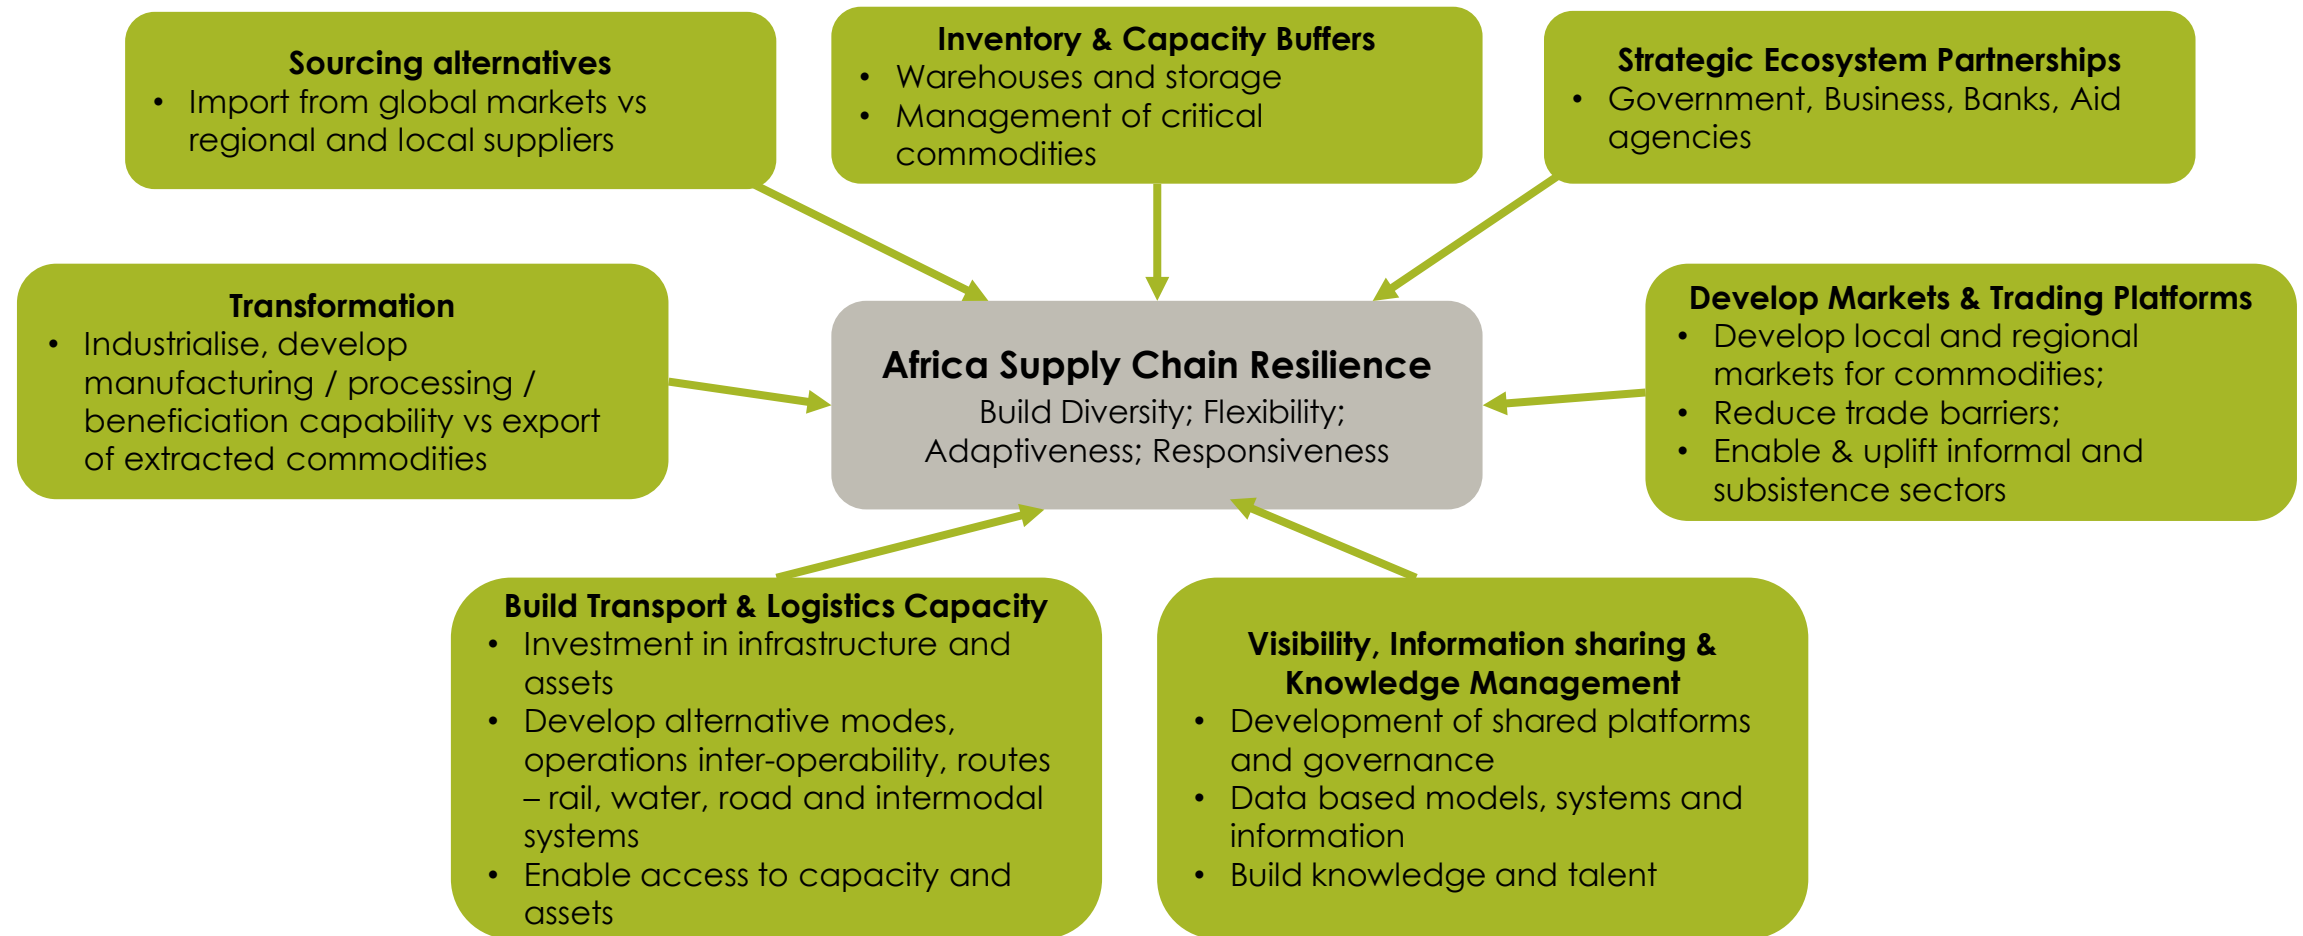 Sourcing alternatives
• Import from global markets vs
regional and local suppliers
Inventory & Capacity Buffers
• Warehouses and storage
• Management of critical
commodities
Strategic Ecosystem Partnerships
• Government, Business, Banks, Aid
agencies
Transformation
• Industrialise, develop
manufacturing / processing /
beneficiation capability vs export
of extracted commodities
Africa Supply Chain Resilience
Build Diversity; Flexibility;
Adaptiveness; Responsiveness
Develop Markets & Trading Platforms
• Develop local and regional
markets for commodities;
• Reduce trade barriers;
• Enable & uplift informal and
subsistence sectors
Build Transport & Logistics Capacity
• Investment in infrastructure and
assets
• Develop alternative modes,
operations inter-operability, routes
– rail, water, road and intermodal
systems
• Enable access to capacity and
assets
Visibility, Information sharing &
Knowledge Management
• Development of shared platforms
and governance
• Data based models, systems and
information
• Build knowledge and talent